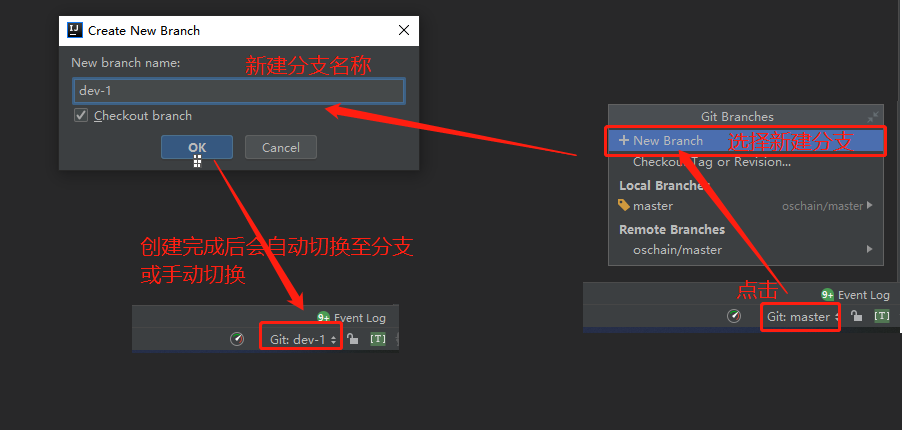 Create New Branch
New branch name:
新建分支名称
dev-1
Checkout branch
OK
Cancel
Git Branches
+ New Branch
选择新建分支
Checkout Tag or Revision...
Local Branches
master
oschain/master
Remote Branches
oschain/master
创建完成后会自动切换至分支
或手动切换
点击
9+ Event Log
Git: master
[T]
9+ Event Log
Git: dev-1
[T]